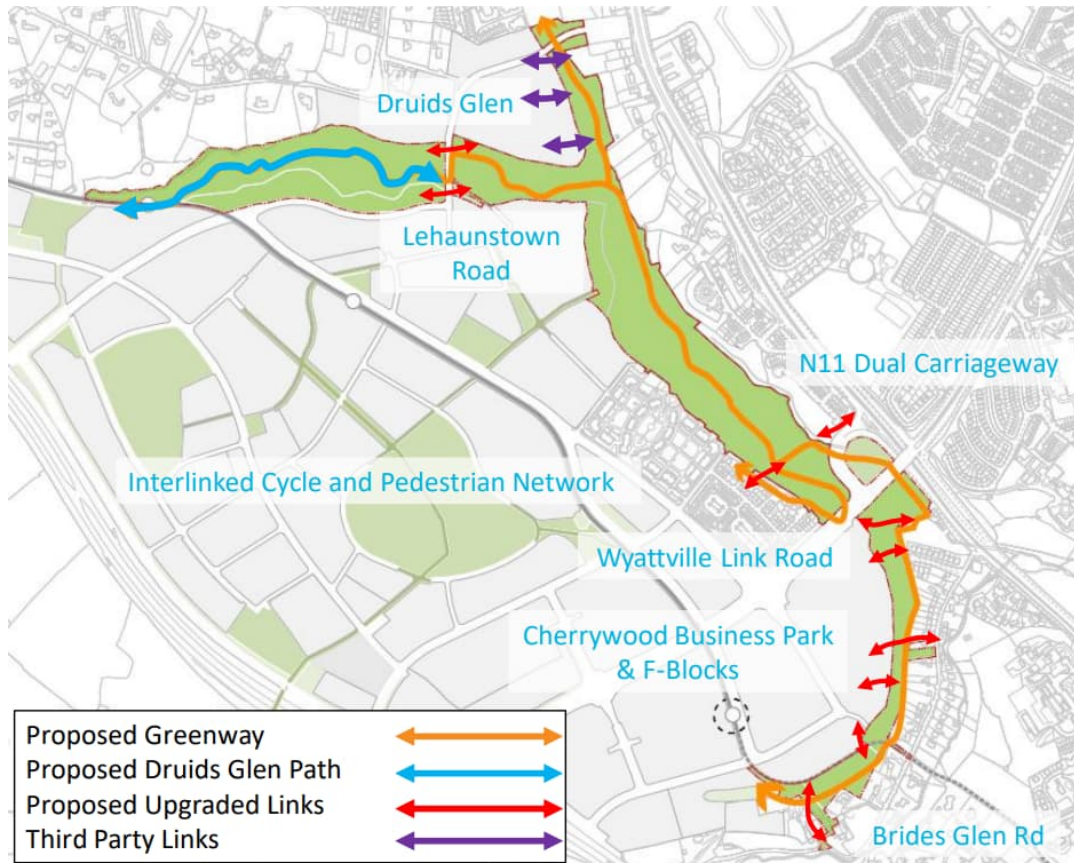 Druids Glen
Lehaunstown
Road
N11 Dual Carriageway
Interlinked Cycle and Pedestrian Network
Wyattville Link Road
Cherrywood Business Park
& F-Blocks
Brides Glen Rd
Proposed Greenway
Proposed Druids Glen Path
Proposed Upgraded Links
Third Party Links